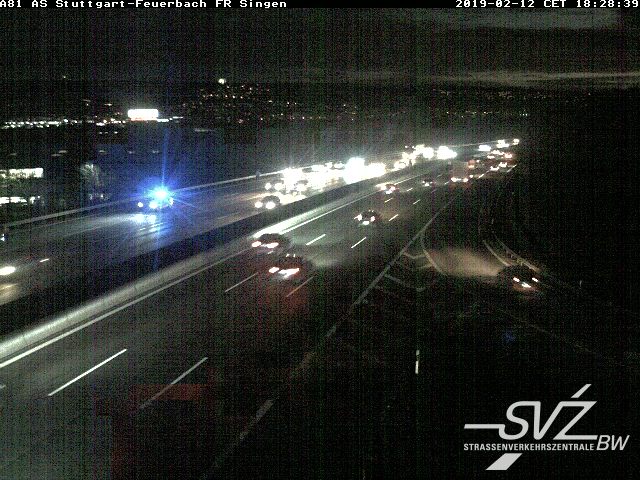 A81 AS Stuttgart-Feuerbach FR Singen 2019-02-12 CET 18:28:39
SVZ
STRASSENVERKEHRSZENTRALE BW